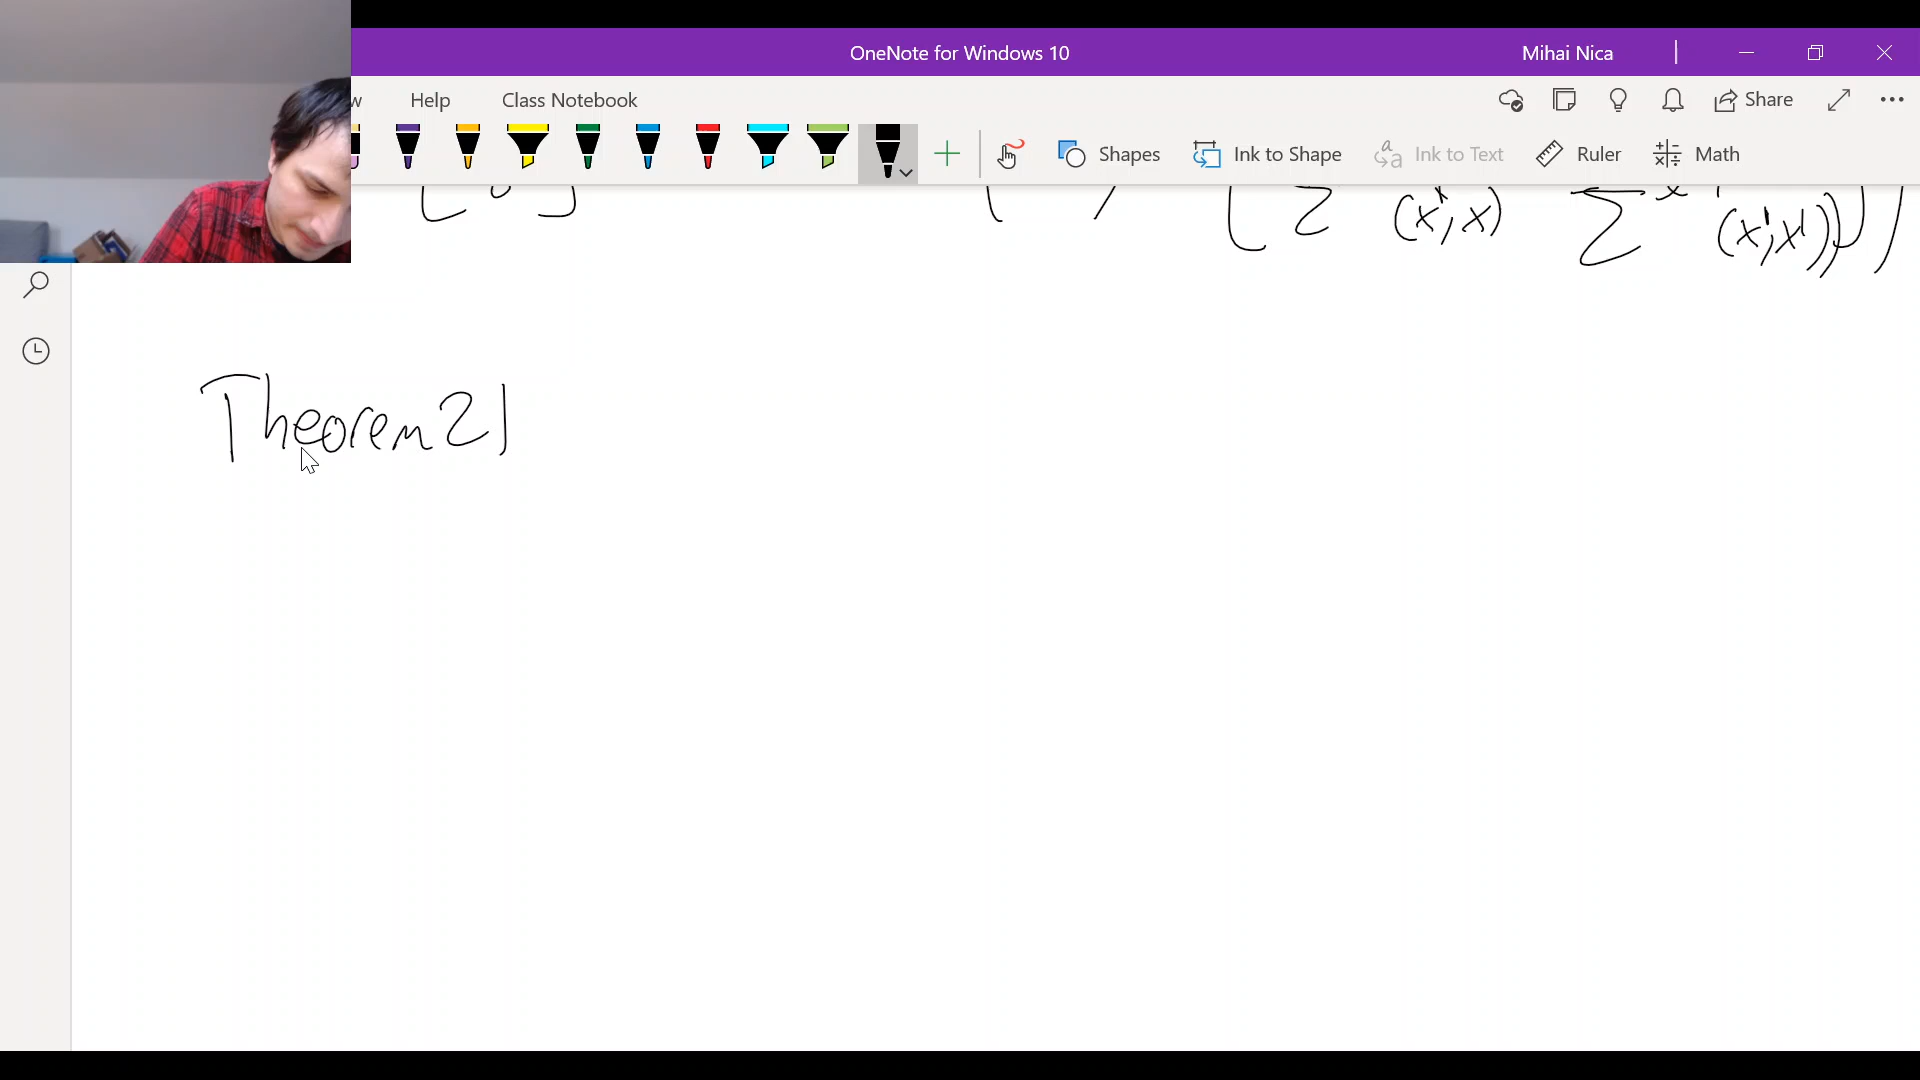 OneNote for Windows 10 Mihai Nica
w Help Class Notebook Share
Shapes Ink to Shape Ink to Text Ruler Math
[ 0 ] ( ) [ Σ (x', x) Σ x (x', x')) ] )
Theorem 2]